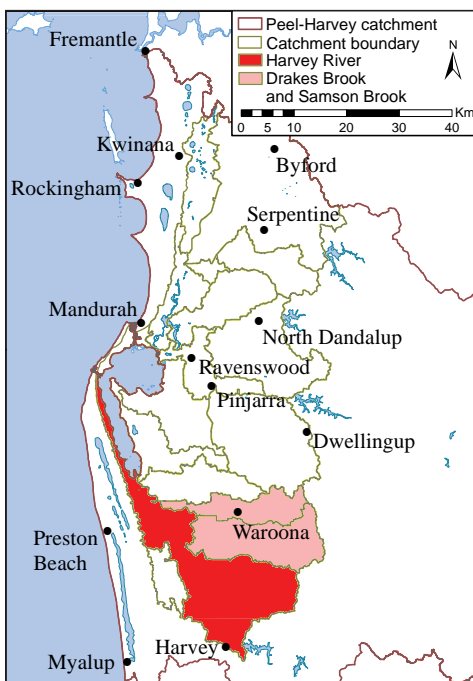 Peel-Harvey catchment
Catchment boundary
Harvey River
Drakes Brook
and Samson Brook
N
Km
0 5 10 20 30 40
Fremantle
Kwinana
Byford
Rockingham
Serpentine
Mandurah
North Dandalup
Ravenswood
Pinjarra
Dwellingup
Waroona
Preston
Beach
Harvey
Myalup